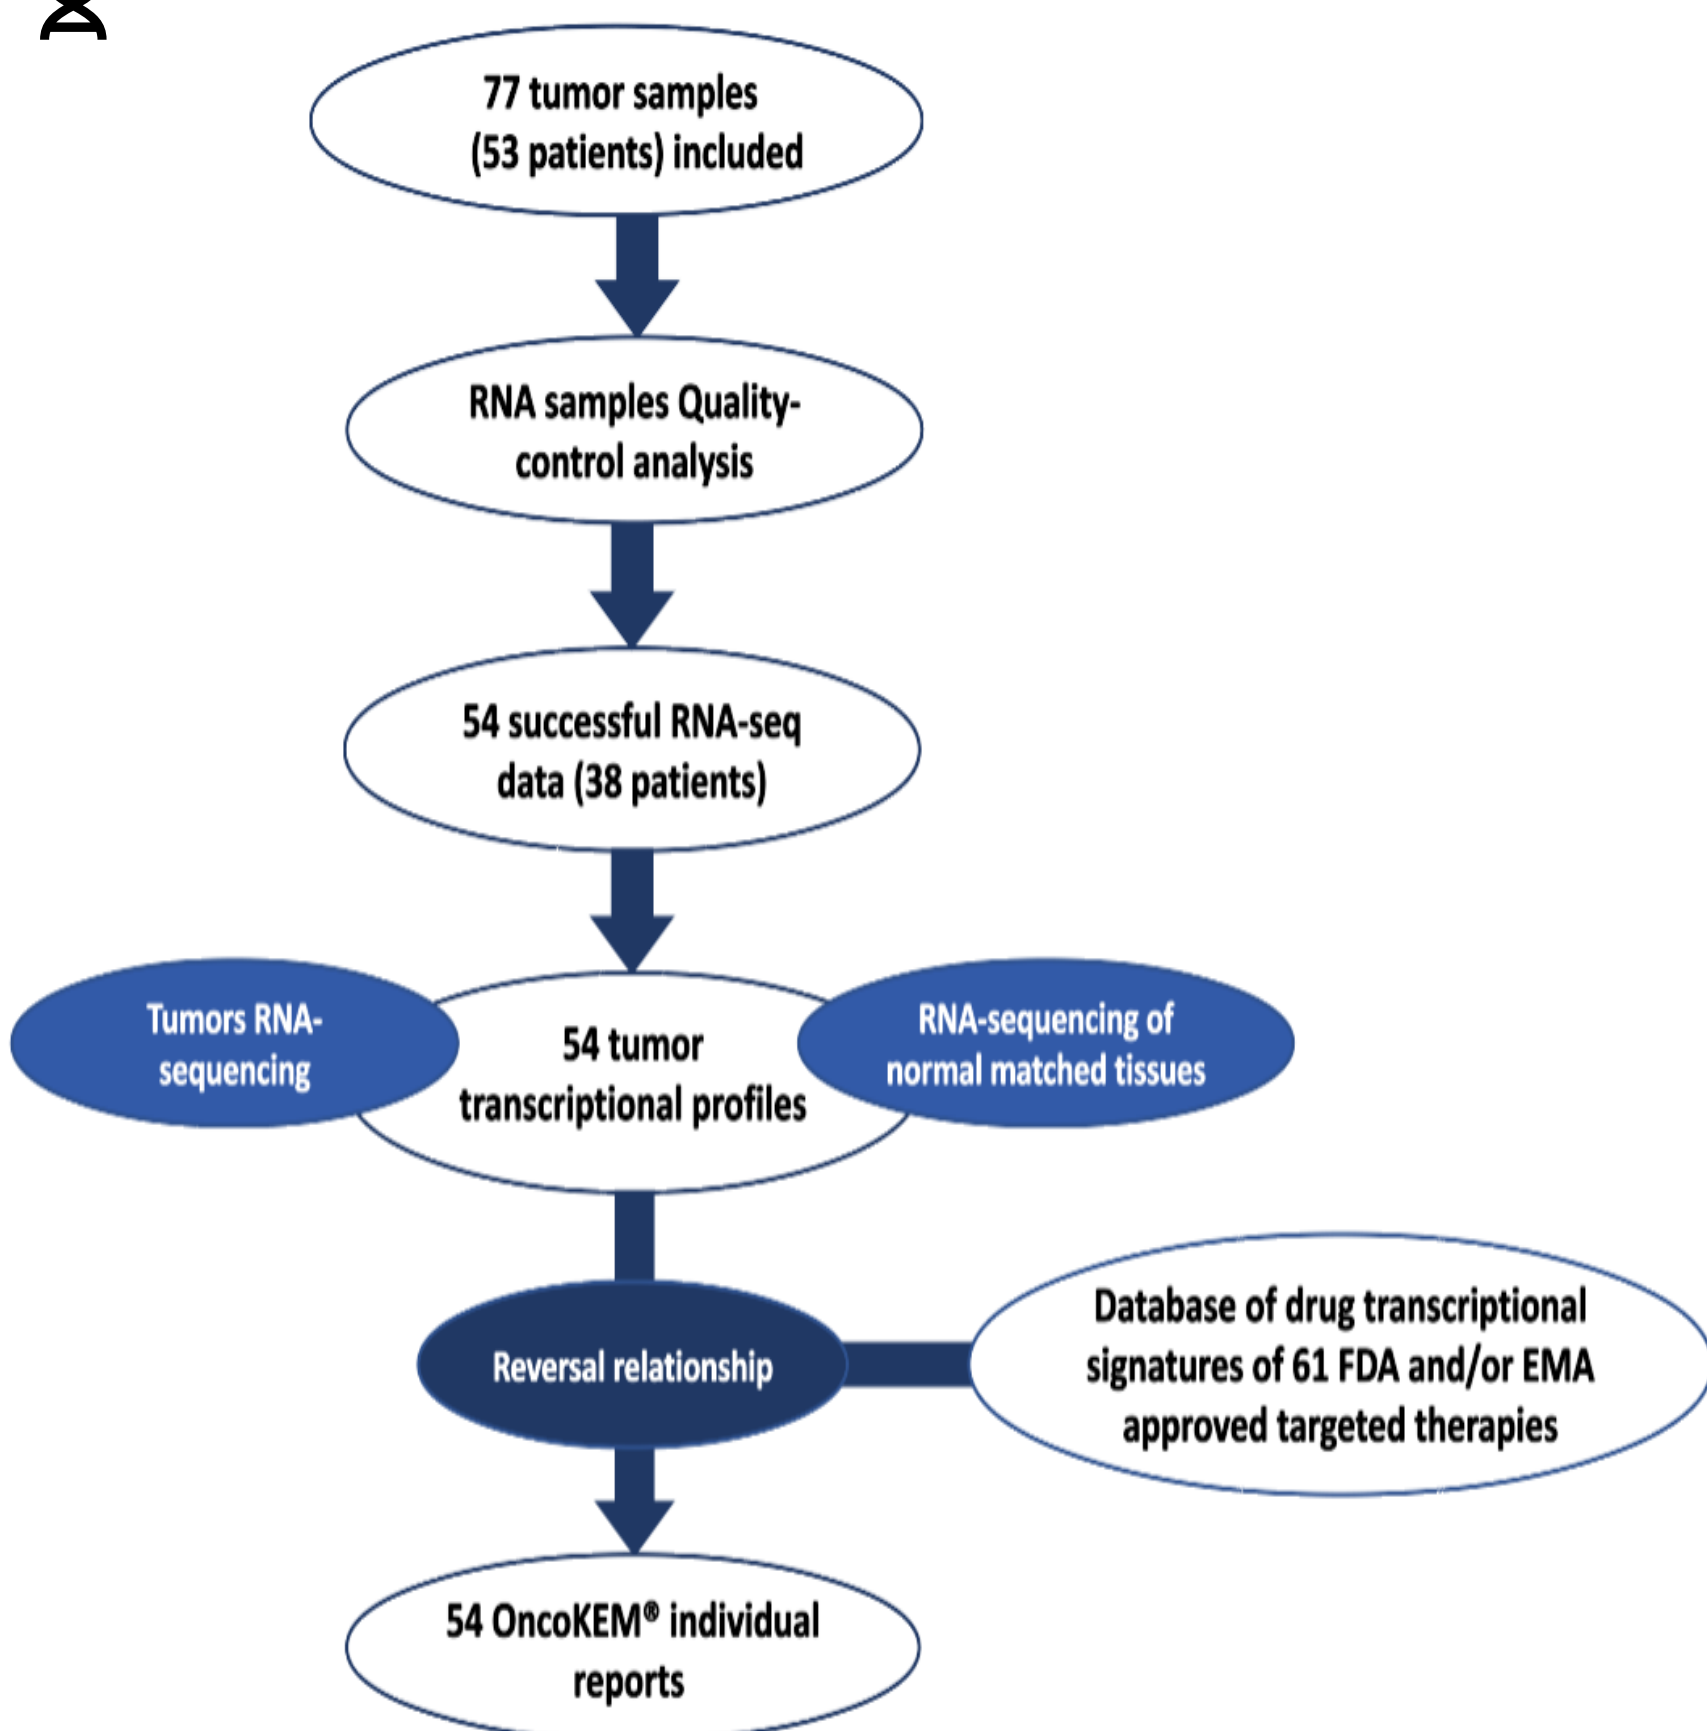 77 tumor samples
(53 patients) included
RNA samples Quality-
control analysis
54 successful RNA-seq
data (38 patients)
Tumors RNA-
sequencing
54 tumor
transcriptional profiles
RNA-sequencing of
normal matched tissues
Reversal relationship
Database of drug transcriptional
signatures of 61 FDA and/or EMA
approved targeted therapies
54 OncoKEM® individual
reports